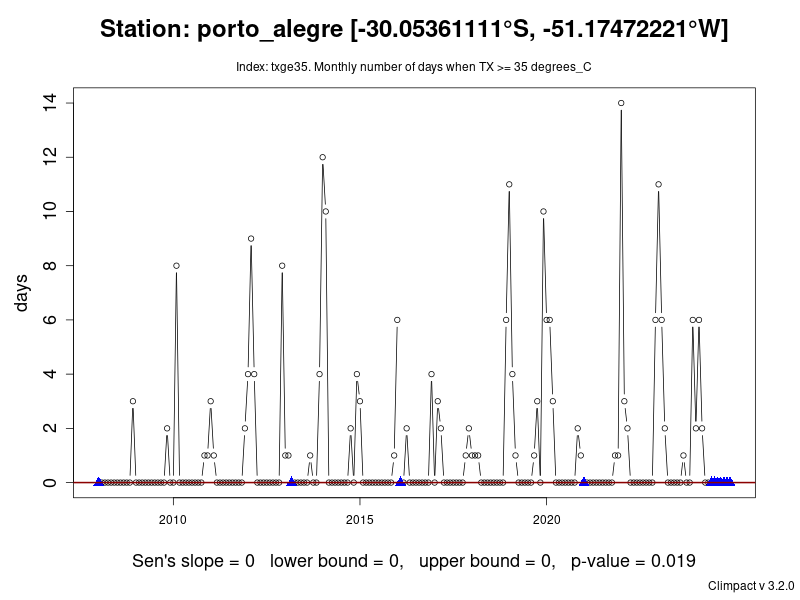 Station: porto_alegre [-30.05361111°S, -51.17472221°W]
Index: txge35. Monthly number of days when TX >= 35 degrees_C
14
12
10
8
6
4
2
0
days
2010 2015 2020
Sen's slope = 0 lower bound = 0, upper bound = 0, p-value = 0.019
Climpact v 3.2.0